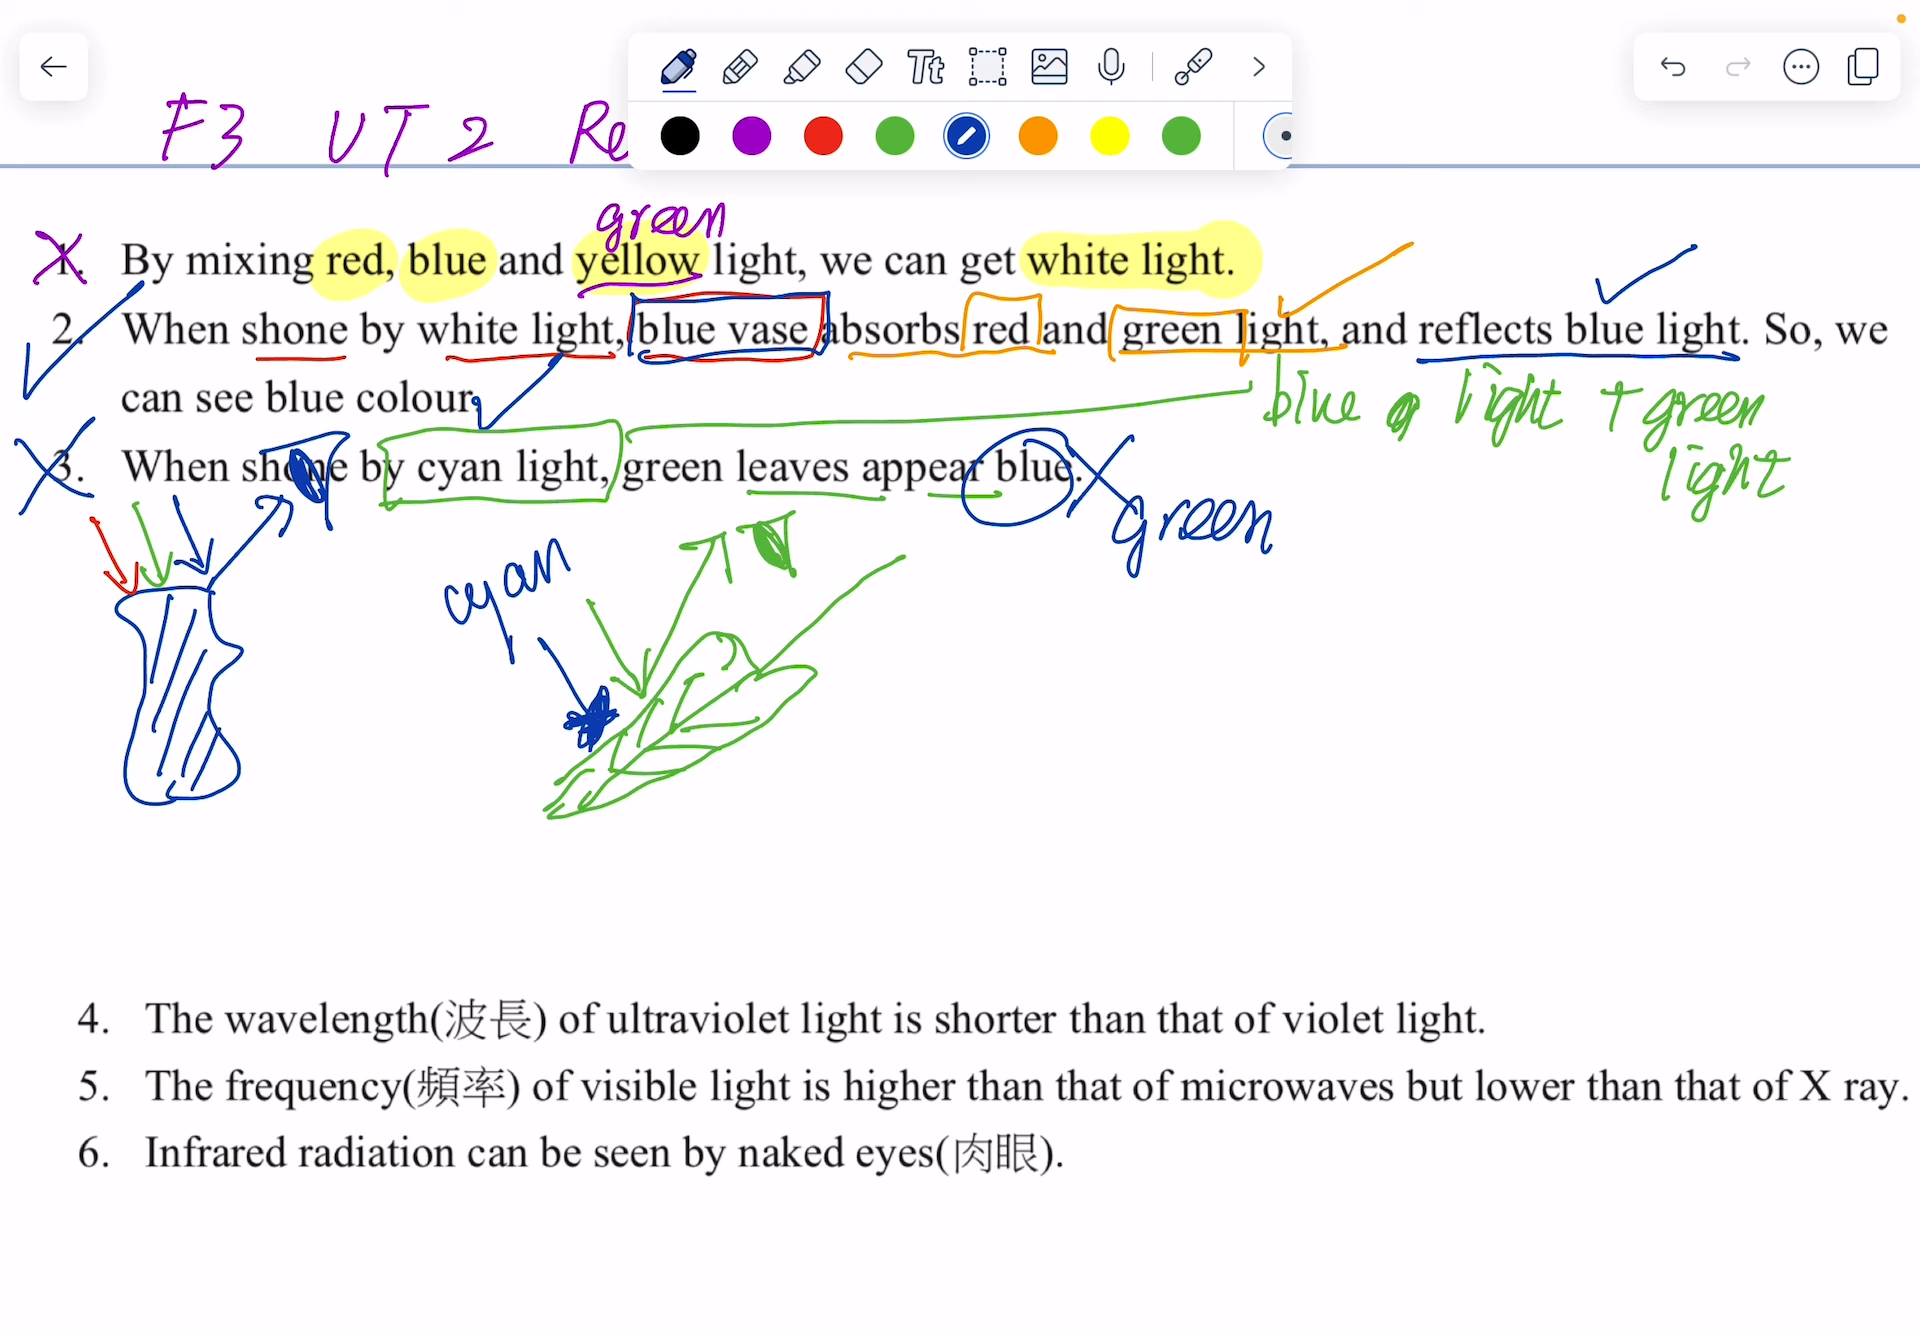 F3 UT 2 Re
Tt
green
1. By mixing red, blue and yellow light, we can get white light.
2. When shone by white light, blue vase absorbs red and green light, and reflects blue light. So, we
can see blue colour.
blue light + green
light
3. When shone by cyan light, green leaves appear blue.
green
cyan
4. The wavelength(波長) of ultraviolet light is shorter than that of violet light.
5. The frequency(頻率) of visible light is higher than that of microwaves but lower than that of X ray.
6. Infrared radiation can be seen by naked eyes(肉眼).